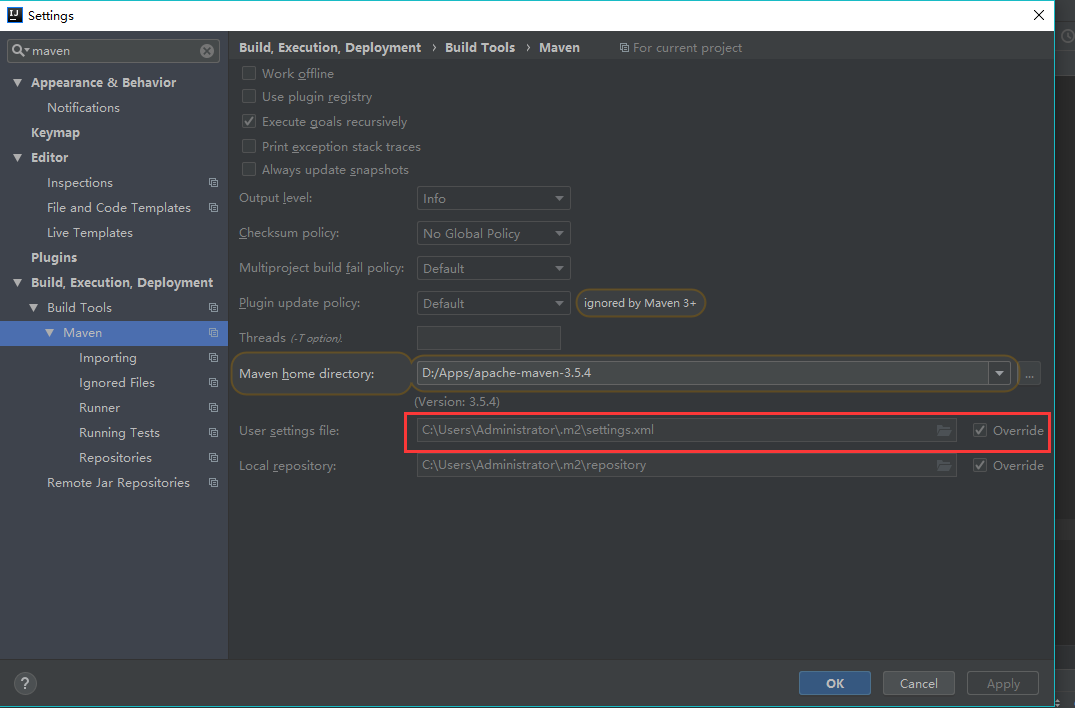 Settings
maven
Appearance & Behavior
Notifications
Keymap
Editor
Inspections
File and Code Templates
Live Templates
Plugins
Build, Execution, Deployment
Build Tools
Maven
Importing
Ignored Files
Runner
Running Tests
Repositories
Remote Jar Repositories
Build, Execution, Deployment › Build Tools › Maven For current project
Work offline
Use plugin registry
Execute goals recursively
Print exception stack traces
Always update snapshots
Output level: Info
Checksum policy: No Global Policy
Multiproject build fail policy: Default
Plugin update policy: Default ignored by Maven 3+
Threads (-T option):
Maven home directory: D:/Apps/apache-maven-3.5.4 ...
(Version: 3.5.4)
User settings file: C:\Users\Administrator\.m2\settings.xml Override
Local repository: C:\Users\Administrator\.m2\repository Override
? OK Cancel Apply